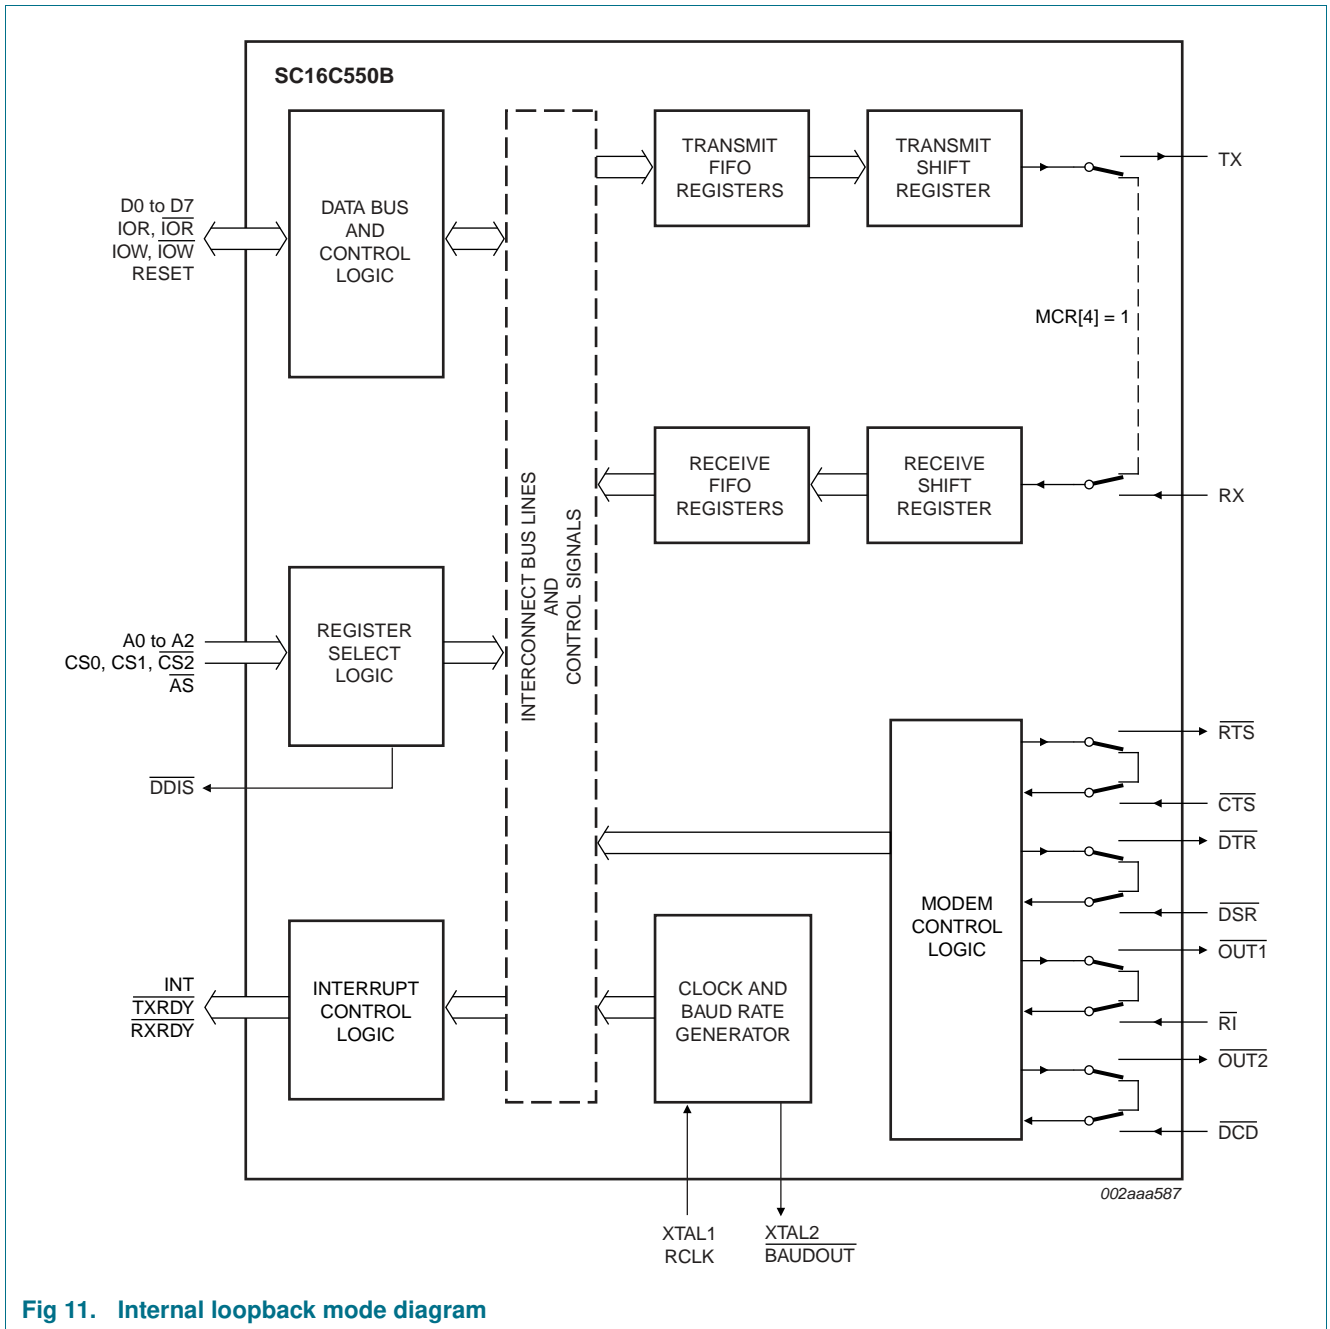 SC16C550B
D0 to D7
IOR, IOR
IOW, IOW
RESET
DATA BUS
AND
CONTROL
LOGIC
TRANSMIT
FIFO
REGISTERS
TRANSMIT
SHIFT
REGISTER
TX
MCR[4] = 1
RECEIVE
FIFO
REGISTERS
RECEIVE
SHIFT
REGISTER
RX
INTERCONNECT BUS LINES
AND
CONTROL SIGNALS
A0 to A2
CS0, CS1, CS2
AS
REGISTER
SELECT
LOGIC
DDIS
MODEM
CONTROL
LOGIC
RTS
CTS
DTR
DSR
OUT1
RI
OUT2
DCD
INT
TXRDY
RXRDY
INTERRUPT
CONTROL
LOGIC
CLOCK AND
BAUD RATE
GENERATOR
XTAL1
RCLK
XTAL2
BAUDOUT
002aaa587
Fig 11. Internal loopback mode diagram